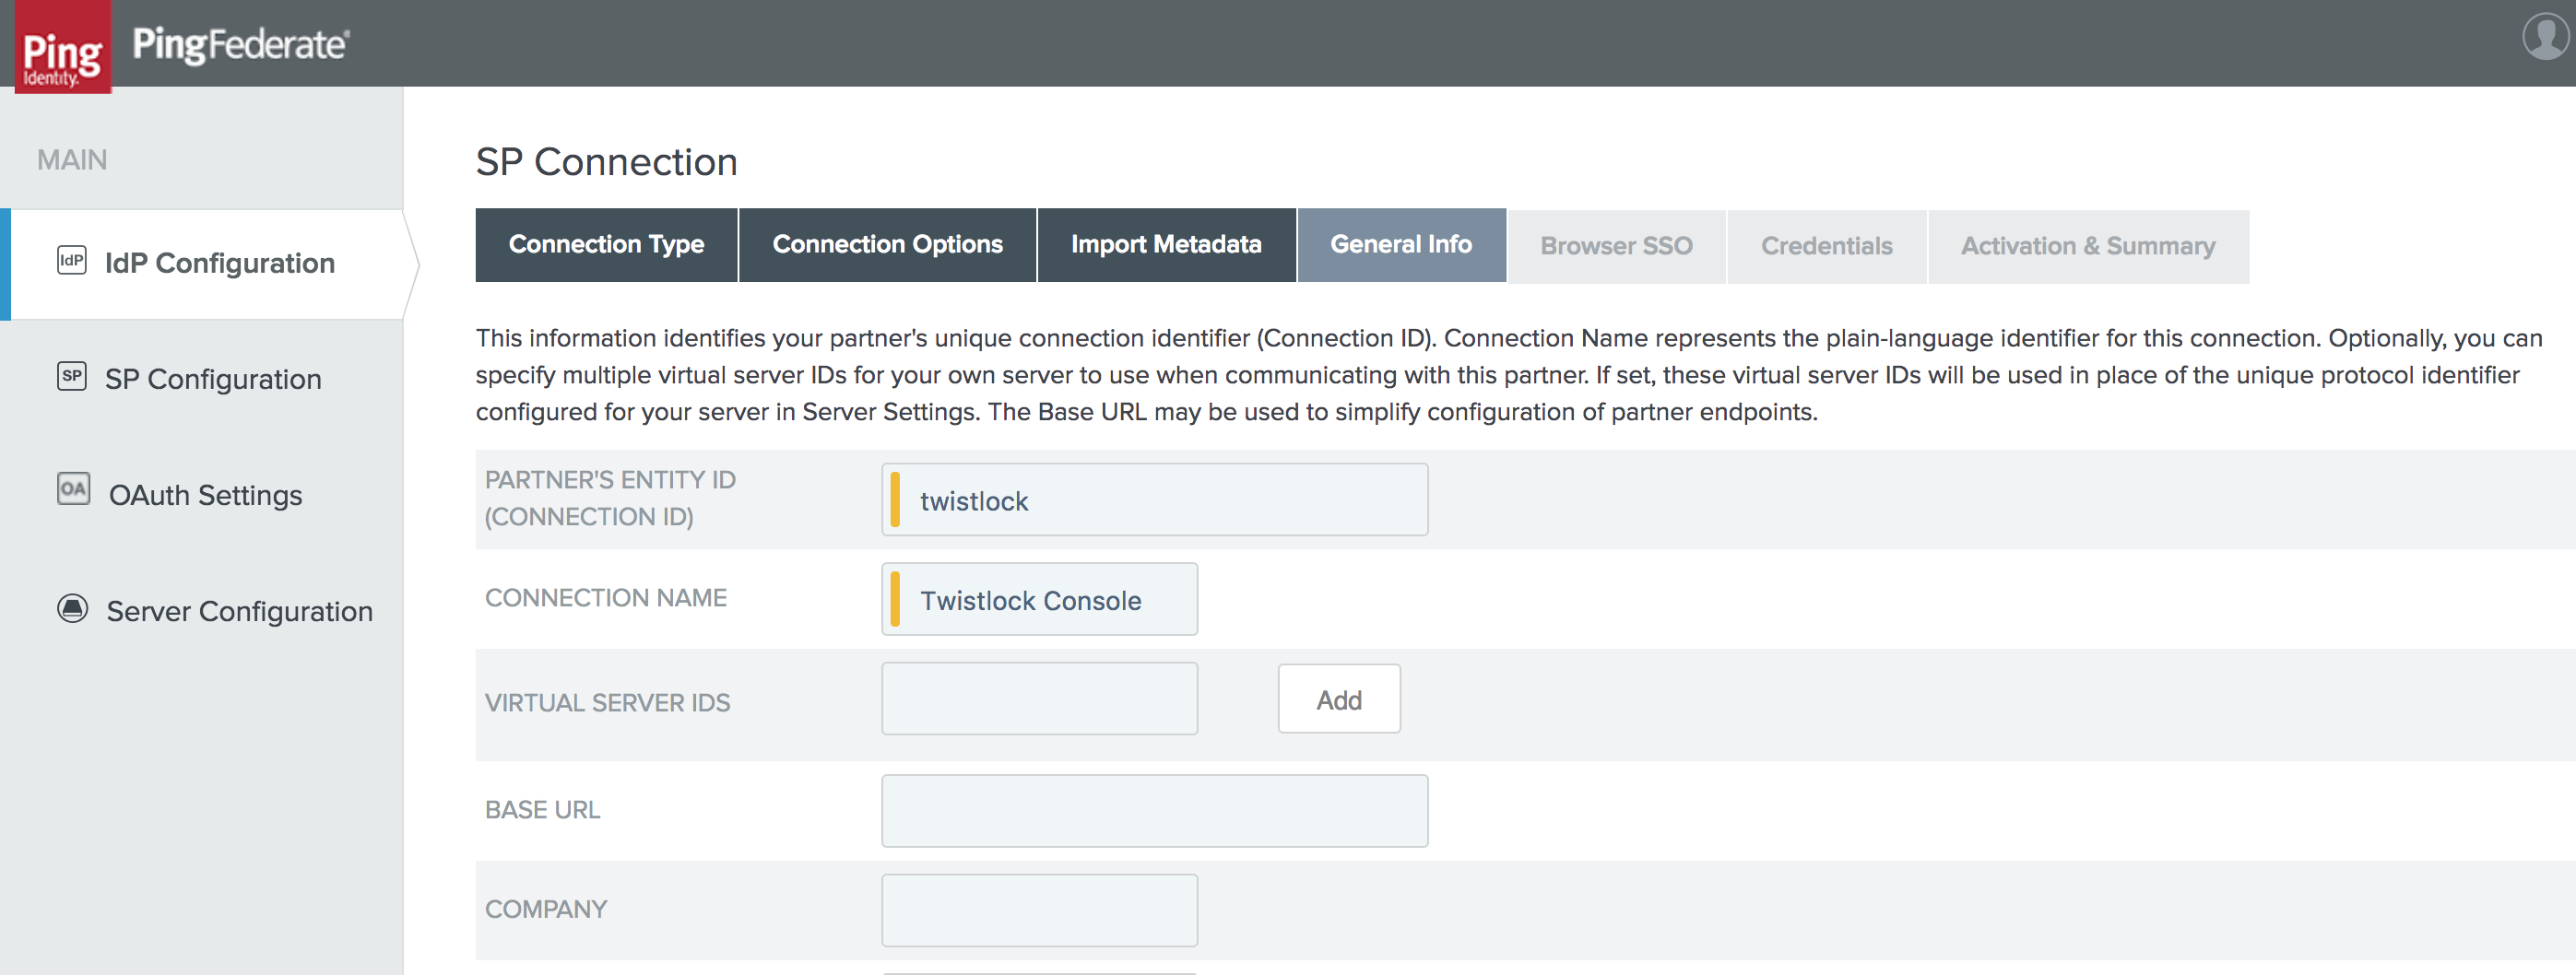 Ping
Identity.
PingFederate®
MAIN
IdP IdP Configuration
SP SP Configuration
OA OAuth Settings
Server Configuration
SP Connection
Connection Type Connection Options Import Metadata General Info Browser SSO Credentials Activation & Summary
This information identifies your partner's unique connection identifier (Connection ID). Connection Name represents the plain-language identifier for this connection. Optionally, you can
specify multiple virtual server IDs for your own server to use when communicating with this partner. If set, these virtual server IDs will be used in place of the unique protocol identifier
configured for your server in Server Settings. The Base URL may be used to simplify configuration of partner endpoints.
PARTNER'S ENTITY ID
(CONNECTION ID)
twistlock
CONNECTION NAME
Twistlock Console
VIRTUAL SERVER IDS
Add
BASE URL
COMPANY